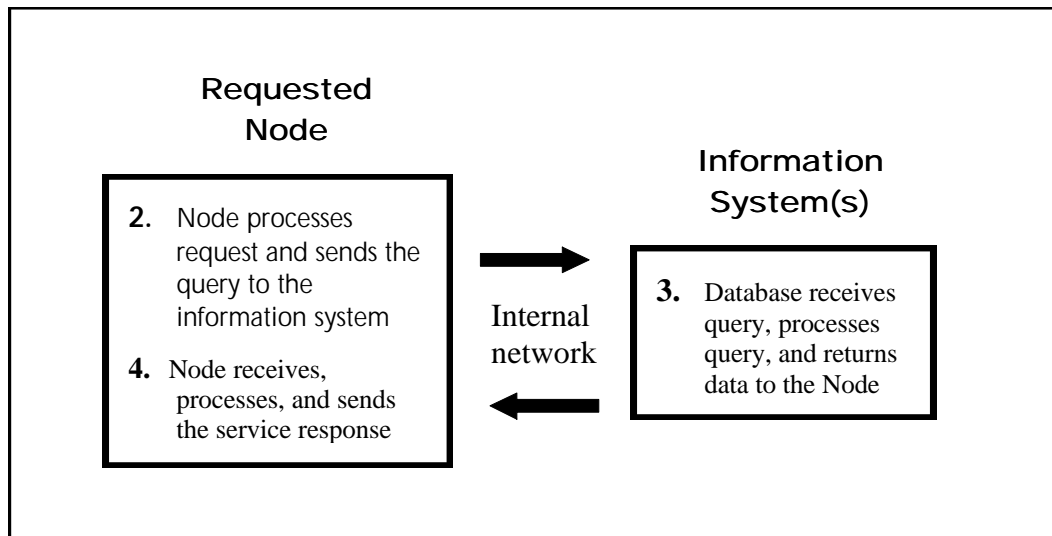 Requested
Node
2. Node processes
request and sends the
query to the
information system
4. Node receives,
processes, and sends
the service response
Internal
network
Information
System(s)
3. Database receives
query, processes
query, and returns
data to the Node